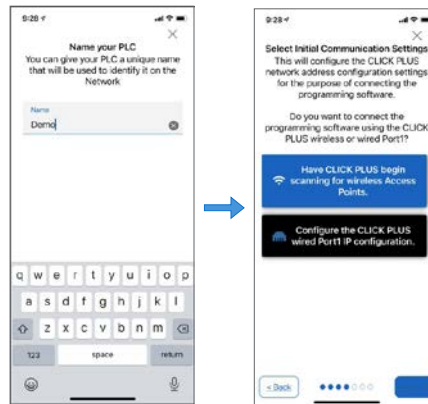 9:28
Name your PLC
You can give your PLC a unique name
that will be used to identify it on the
Network
Name
Demo
q w e r t y u i o p
a s d f g h j k l
z x c v b n m
123 space return
9:28
Select Initial Communication Settings
This will configure the CLICK PLUS
network address configuration settings
for the purpose of connecting the
programming software.
Do you want to connect the
programming software using the CLICK
PLUS wireless or wired Port1?
Have CLICK PLUS begin
scanning for wireless Access
Points.
Configure the CLICK PLUS
wired Port1 IP configuration.
< Back